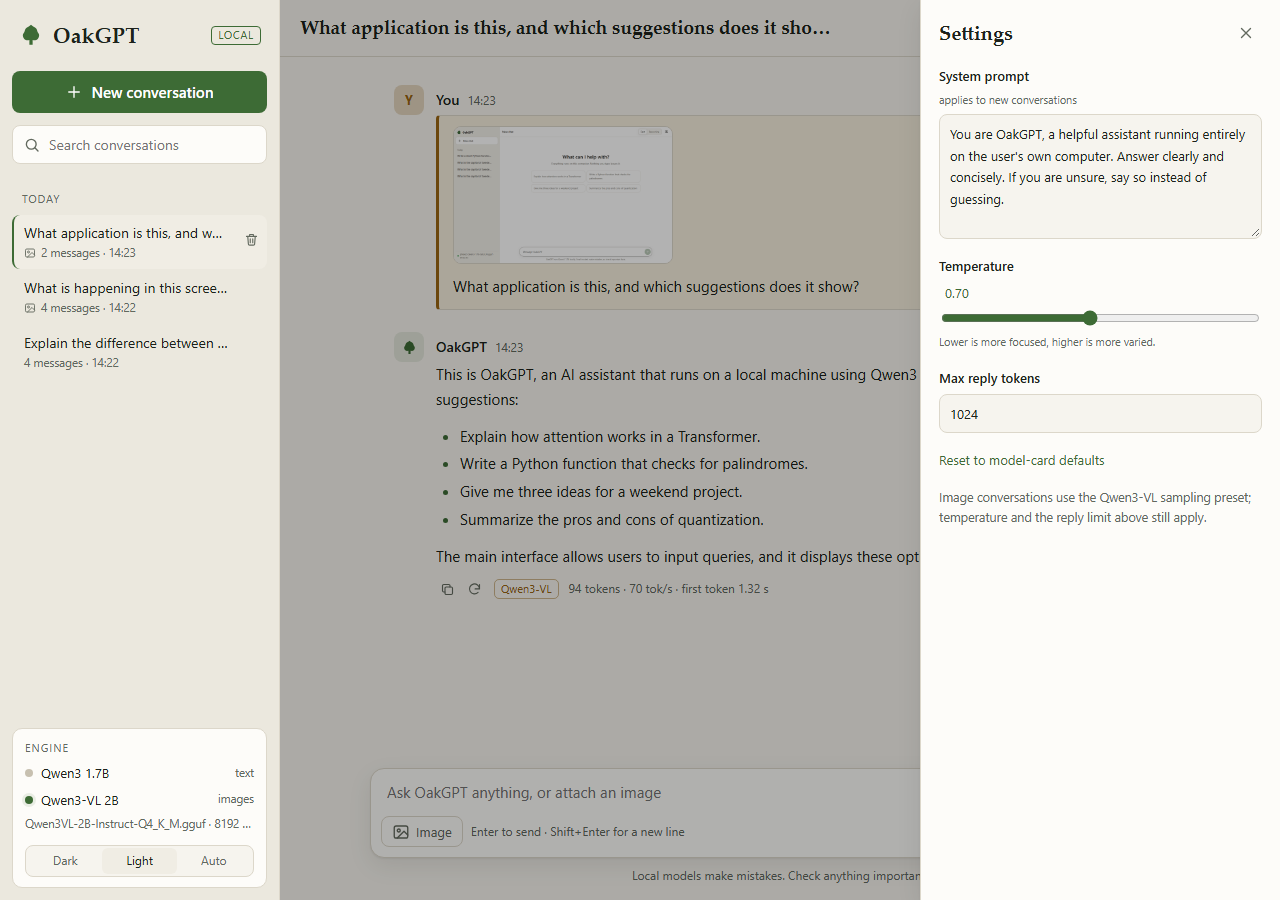 OakGPT
LOCAL
New conversation
Search conversations
TODAY
What application is this, and w...
2 messages · 14:23
What is happening in this scree...
4 messages · 14:22
Explain the difference between ...
4 messages · 14:22
ENGINE
Qwen3 1.7B text
Qwen3-VL 2B images
Qwen3VL-2B-Instruct-Q4_K_M.gguf · 8192 ...
Dark Light Auto
What application is this, and which suggestions does it sho...
Y
You 14:23
What can I help with?
What application is this, and which suggestions does it show?
OakGPT 14:23
This is OakGPT, an AI assistant that runs on a local machine using Qwen3
suggestions:
Explain how attention works in a Transformer.
Write a Python function that checks for palindromes.
Give me three ideas for a weekend project.
Summarize the pros and cons of quantization.
The main interface allows users to input queries, and it displays these opt
Qwen3-VL 94 tokens · 70 tok/s · first token 1.32 s
Ask OakGPT anything, or attach an image
Image Enter to send · Shift+Enter for a new line
Local models make mistakes. Check anything importan
Settings
System prompt
applies to new conversations
You are OakGPT, a helpful assistant running entirely
on the user's own computer. Answer clearly and
concisely. If you are unsure, say so instead of
guessing.
Temperature
0.70
Lower is more focused, higher is more varied.
Max reply tokens
1024
Reset to model-card defaults
Image conversations use the Qwen3-VL sampling preset;
temperature and the reply limit above still apply.